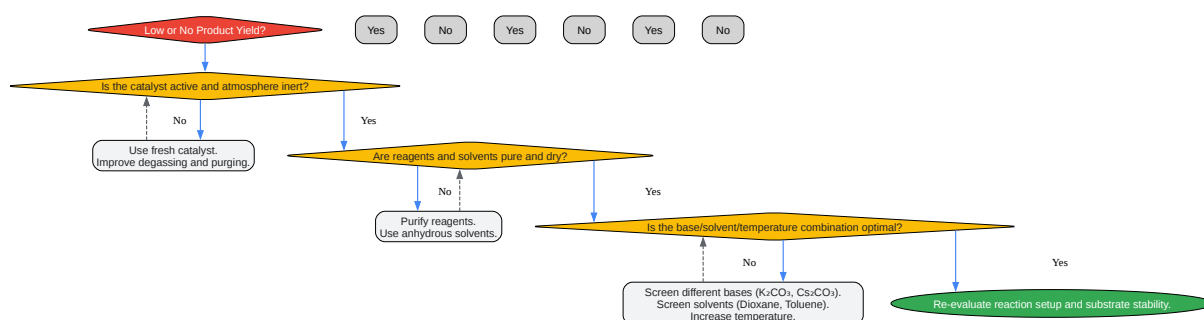 Low or No Product Yield?
Yes
No
Yes
No
Yes
No
Is the catalyst active and atmosphere inert?
No
Yes
Use fresh catalyst.
Improve degassing and purging.
Are reagents and solvents pure and dry?
No
Yes
Purify reagents.
Use anhydrous solvents.
Is the base/solvent/temperature combination optimal?
No
Yes
Screen different bases (K₂CO₃, Cs₂CO₃).
Screen solvents (Dioxane, Toluene).
Increase temperature.
Re-evaluate reaction setup and substrate stability.